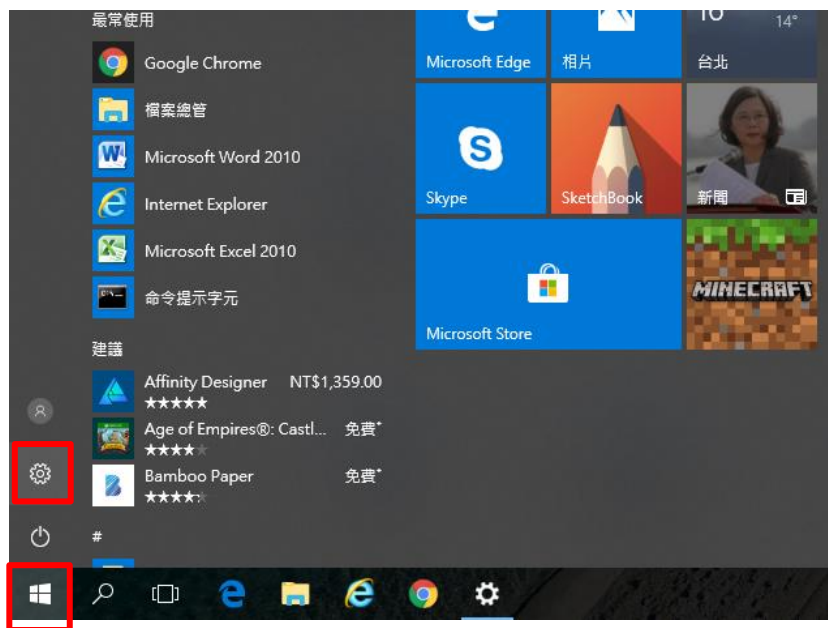 最常使用
Google Chrome
檔案總管
Microsoft Word 2010
Internet Explorer
Microsoft Excel 2010
命令提示字元
建議
Affinity Designer NT$1,359.00
Age of Empires®: Castl... 免費*
Bamboo Paper 免費*
#
Microsoft Edge
相片
14°
台北
Skype
SketchBook
新聞
Microsoft Store
MINECRAFT